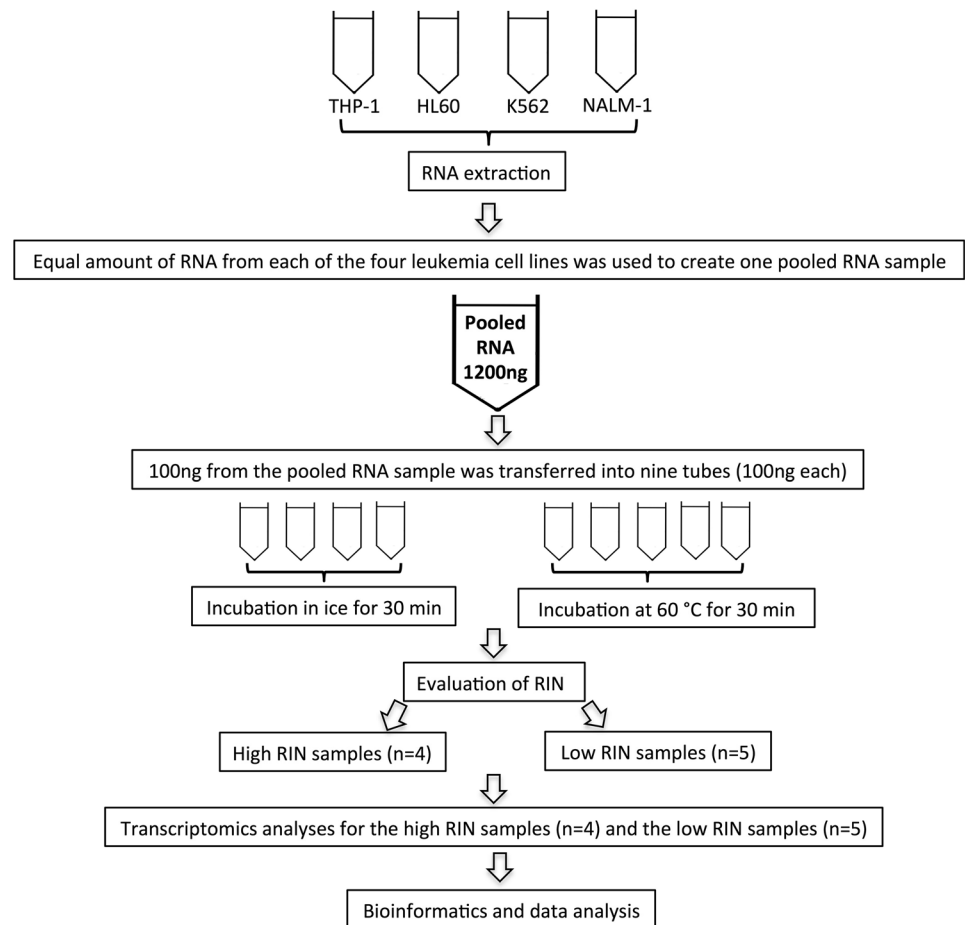 THP-1 HL60 K562 NALM-1
RNA extraction
Equal amount of RNA from each of the four leukemia cell lines was used to create one pooled RNA sample
Pooled
RNA
1200ng
100ng from the pooled RNA sample was transferred into nine tubes (100ng each)
Incubation in ice for 30 min
Incubation at 60 °C for 30 min
Evaluation of RIN
High RIN samples (n=4)
Low RIN samples (n=5)
Transcriptomics analyses for the high RIN samples (n=4) and the low RIN samples (n=5)
Bioinformatics and data analysis